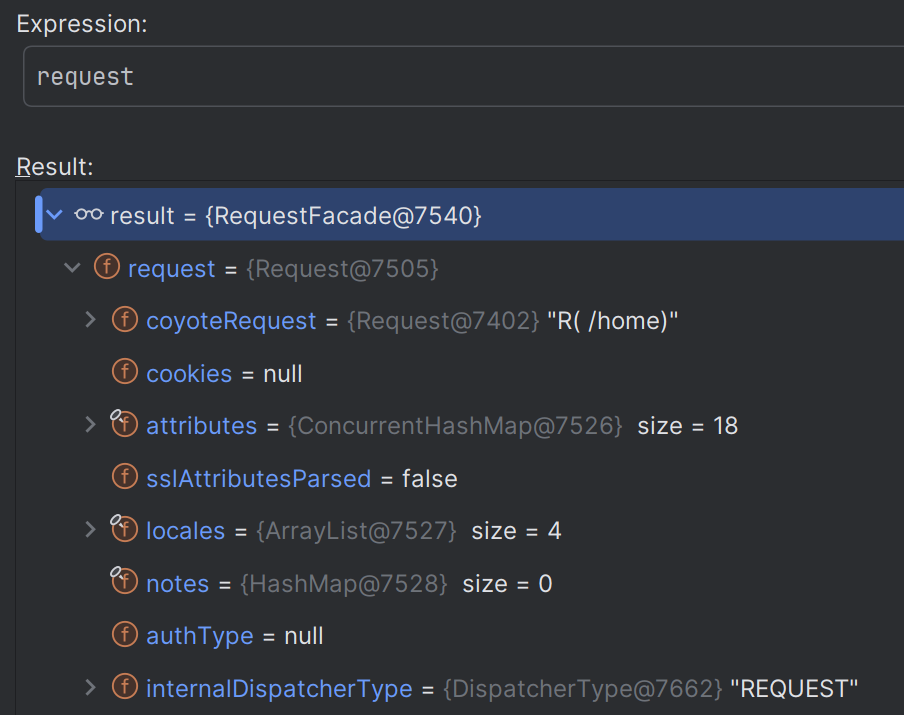 Expression:
request
Result:
result = {RequestFacade@7540}
f request = {Request@7505}
f coyoteRequest = {Request@7402} "R( /home)"
f cookies = null
f attributes = {ConcurrentHashMap@7526} size = 18
f sslAttributesParsed = false
f locales = {ArrayList@7527} size = 4
f notes = {HashMap@7528} size = 0
f authType = null
f internalDispatcherType = {DispatcherType@7662} "REQUEST"